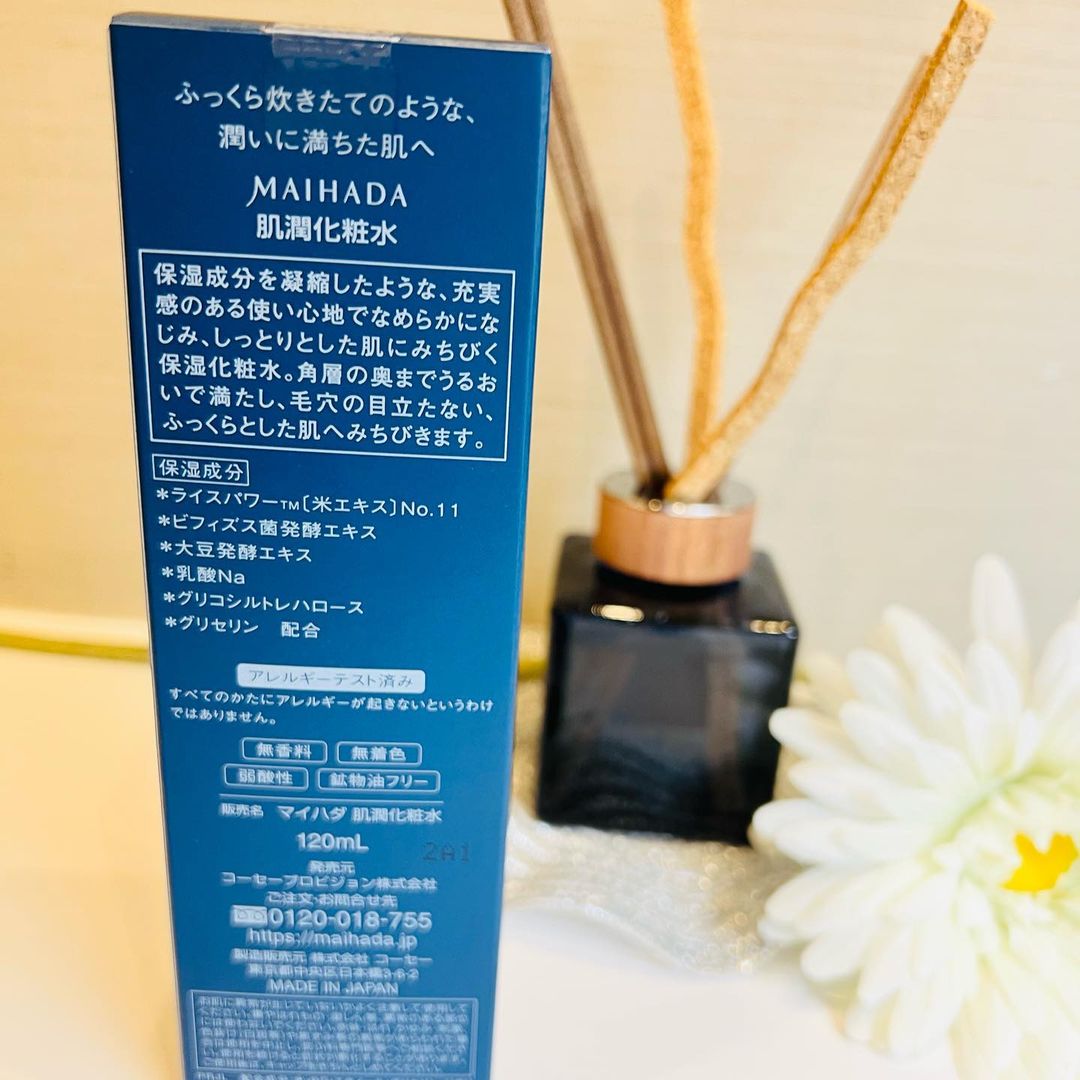 ふっくら炊きたてのような、
潤いに満ちた肌へ
MAIHADA
肌潤化粧水
保湿成分を凝縮したような、充実
感のある使い心地でなめらかにな
じみ、しっとりとした肌にみちびく
保湿化粧水。角層の奥までうるお
いで満たし、毛穴の目立たない、
ふっくらとした肌へみちびきます。
保湿成分
*ライスパワー™〔米エキス〕No.11
*ビフィズス菌発酵エキス
*大豆発酵エキス
*乳酸Na
*グリコシルトレハロース
*グリセリン 配合
アレルギーテスト済み
すべてのかたにアレルギーが起きないというわけ
ではありません。
無香料 無着色
弱酸性 鉱物油フリー
販売名 マイハダ 肌潤化粧水
120mL
2A1
発売元
コーセープロビジョン株式会社
ご注文・お問合せ先
0120-018-755
https://maihada.jp
製造販売元 株式会社 コーセー
東京都中央区日本橋3-6-2
MADE IN JAPAN